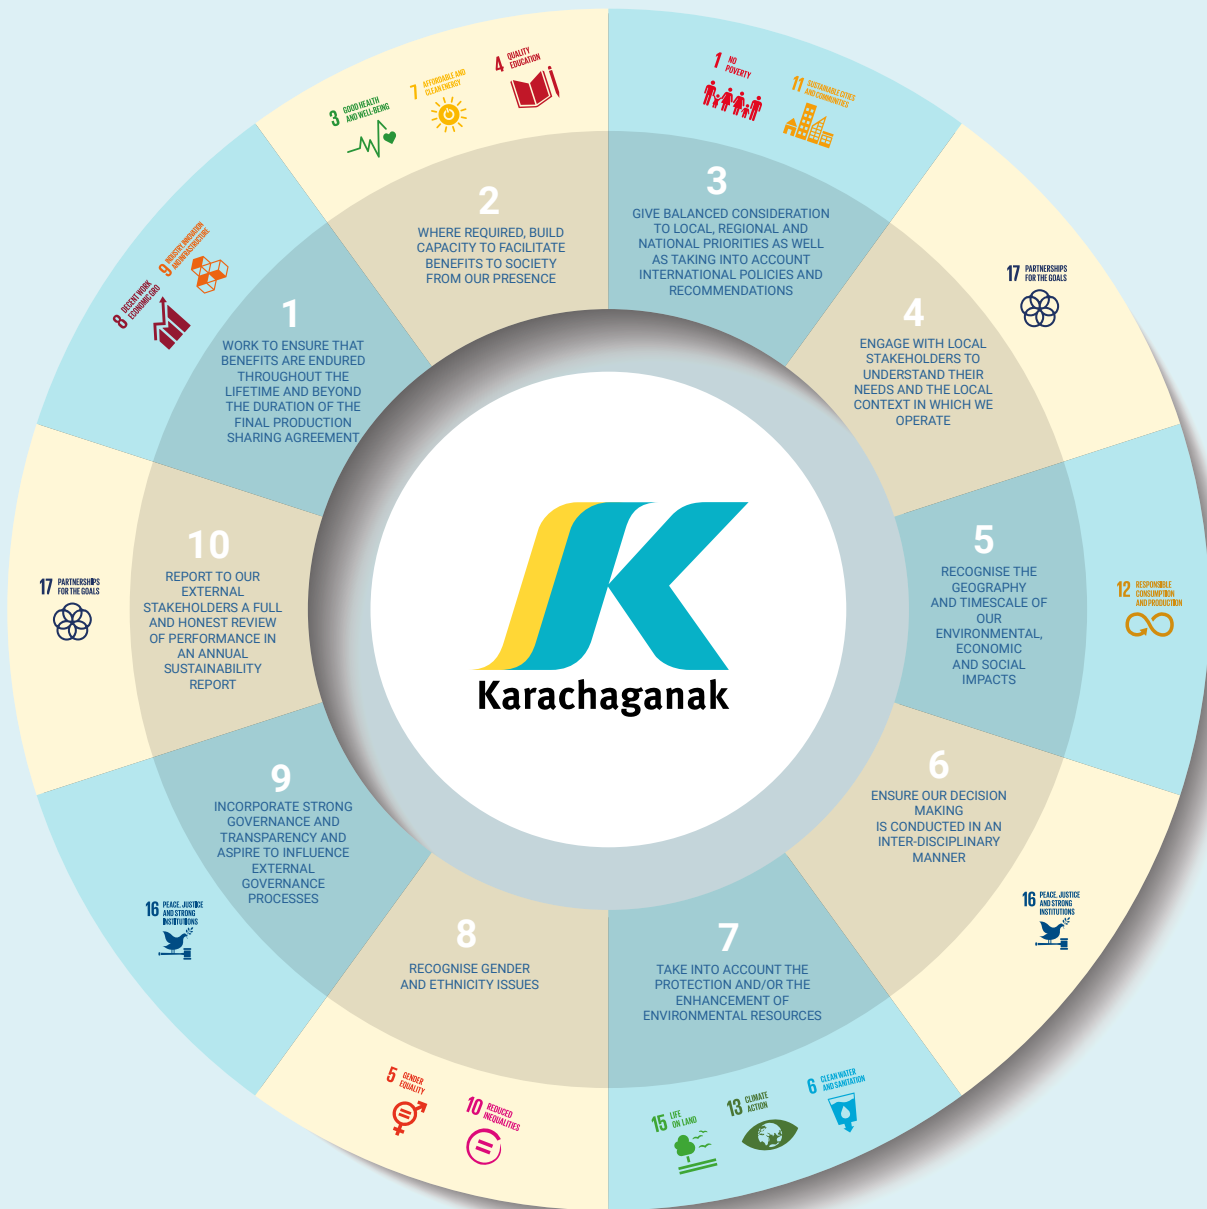 4 QUALITY
EDUCATION
7 AFFORDABLE AND
CLEAN ENERGY
3 GOOD HEALTH
AND WELL-BEING
2
WHERE REQUIRED, BUILD
CAPACITY TO FACILITATE
BENEFITS TO SOCIETY
FROM OUR PRESENCE
1 NO
POVERTY
11 SUSTAINABLE CITIES
AND COMMUNITIES
3
GIVE BALANCED CONSIDERATION
TO LOCAL, REGIONAL AND
NATIONAL PRIORITIES AS WELL
AS TAKING INTO ACCOUNT
INTERNATIONAL POLICIES AND
RECOMMENDATIONS
17 PARTNERSHIPS
FOR THE GOALS
4
ENGAGE WITH LOCAL
STAKEHOLDERS TO
UNDERSTAND THEIR
NEEDS AND THE LOCAL
CONTEXT IN WHICH WE
OPERATE
9 INDUSTRY, INNOVATION
AND INFRASTRUCTURE
8 DECENT WORK
ECONOMIC GRO
1
WORK TO ENSURE THAT
BENEFITS ARE ENDURED
THROUGHOUT THE
LIFETIME AND BEYOND
THE DURATION OF THE
FINAL PRODUCTION
SHARING AGREEMENT
5
RECOGNISE THE
GEOGRAPHY
AND TIMESCALE OF
OUR
ENVIRONMENTAL,
ECONOMIC
AND SOCIAL
IMPACTS
12 RESPONSIBLE
CONSUMPTION
AND PRODUCTION
17 PARTNERSHIPS
FOR THE GOALS
10
REPORT TO OUR
EXTERNAL
STAKEHOLDERS A FULL
AND HONEST REVIEW
OF PERFORMANCE IN
AN ANNUAL
SUSTAINABILITY
REPORT
Karachaganak
6
ENSURE OUR DECISION
MAKING
IS CONDUCTED IN AN
INTER-DISCIPLINARY
MANNER
16 PEACE, JUSTICE
AND STRONG
INSTITUTIONS
9
INCORPORATE STRONG
GOVERNANCE AND
TRANSPARENCY AND
ASPIRE TO INFLUENCE
EXTERNAL
GOVERNANCE
PROCESSES
16 PEACE, JUSTICE
AND STRONG
INSTITUTIONS
8
RECOGNISE GENDER
AND ETHNICITY ISSUES
5 GENDER
EQUALITY
10 REDUCED
INEQUALITIES
7
TAKE INTO ACCOUNT THE
PROTECTION AND/OR THE
ENHANCEMENT OF
ENVIRONMENTAL RESOURCES
15 LIFE
ON LAND
13 CLIMATE
ACTION
6 CLEAN WATER
AND SANITATION